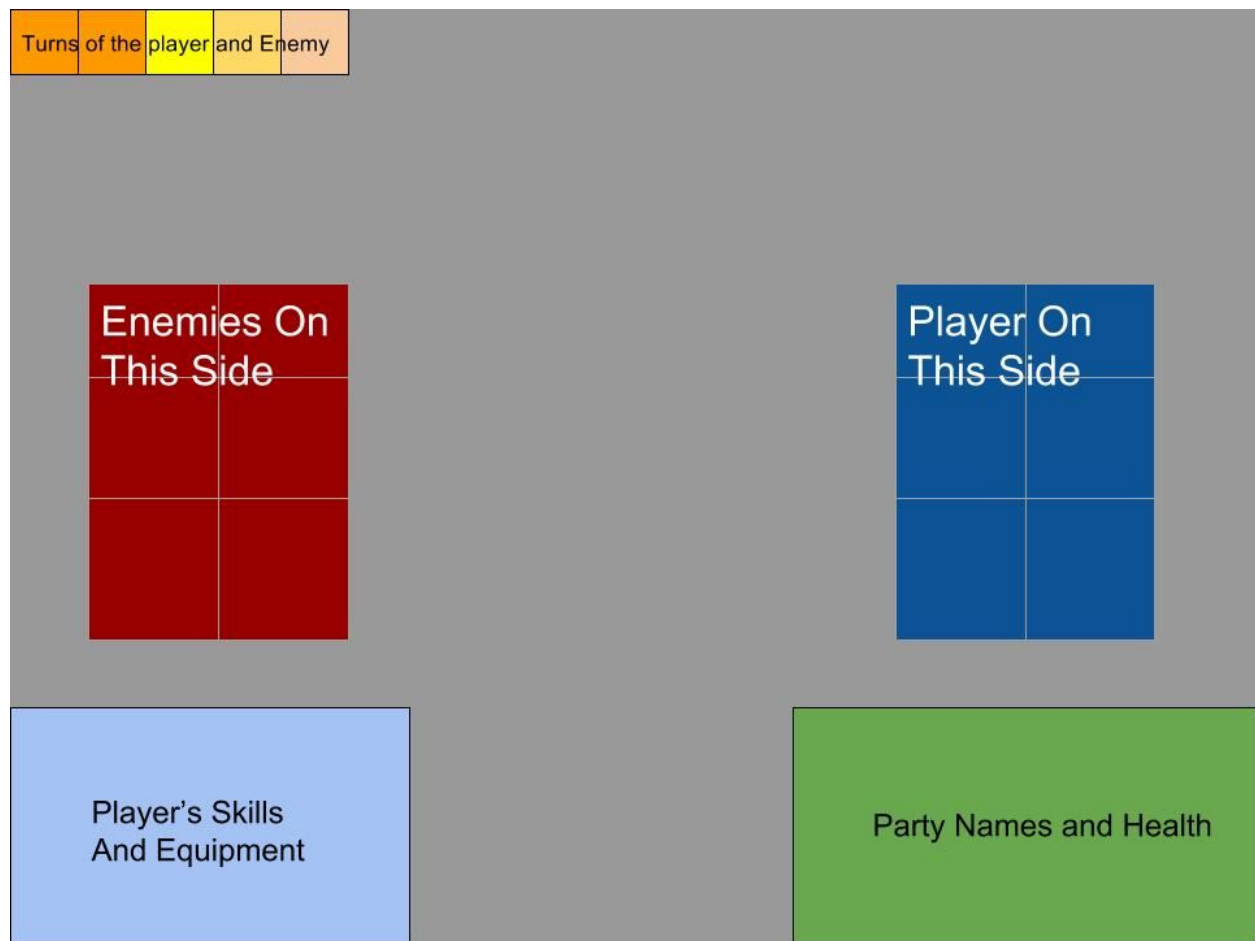 Turns of the player and Enemy
Enemies On
This Side
Player On
This Side
Player’s Skills
And Equipment
Party Names and Health